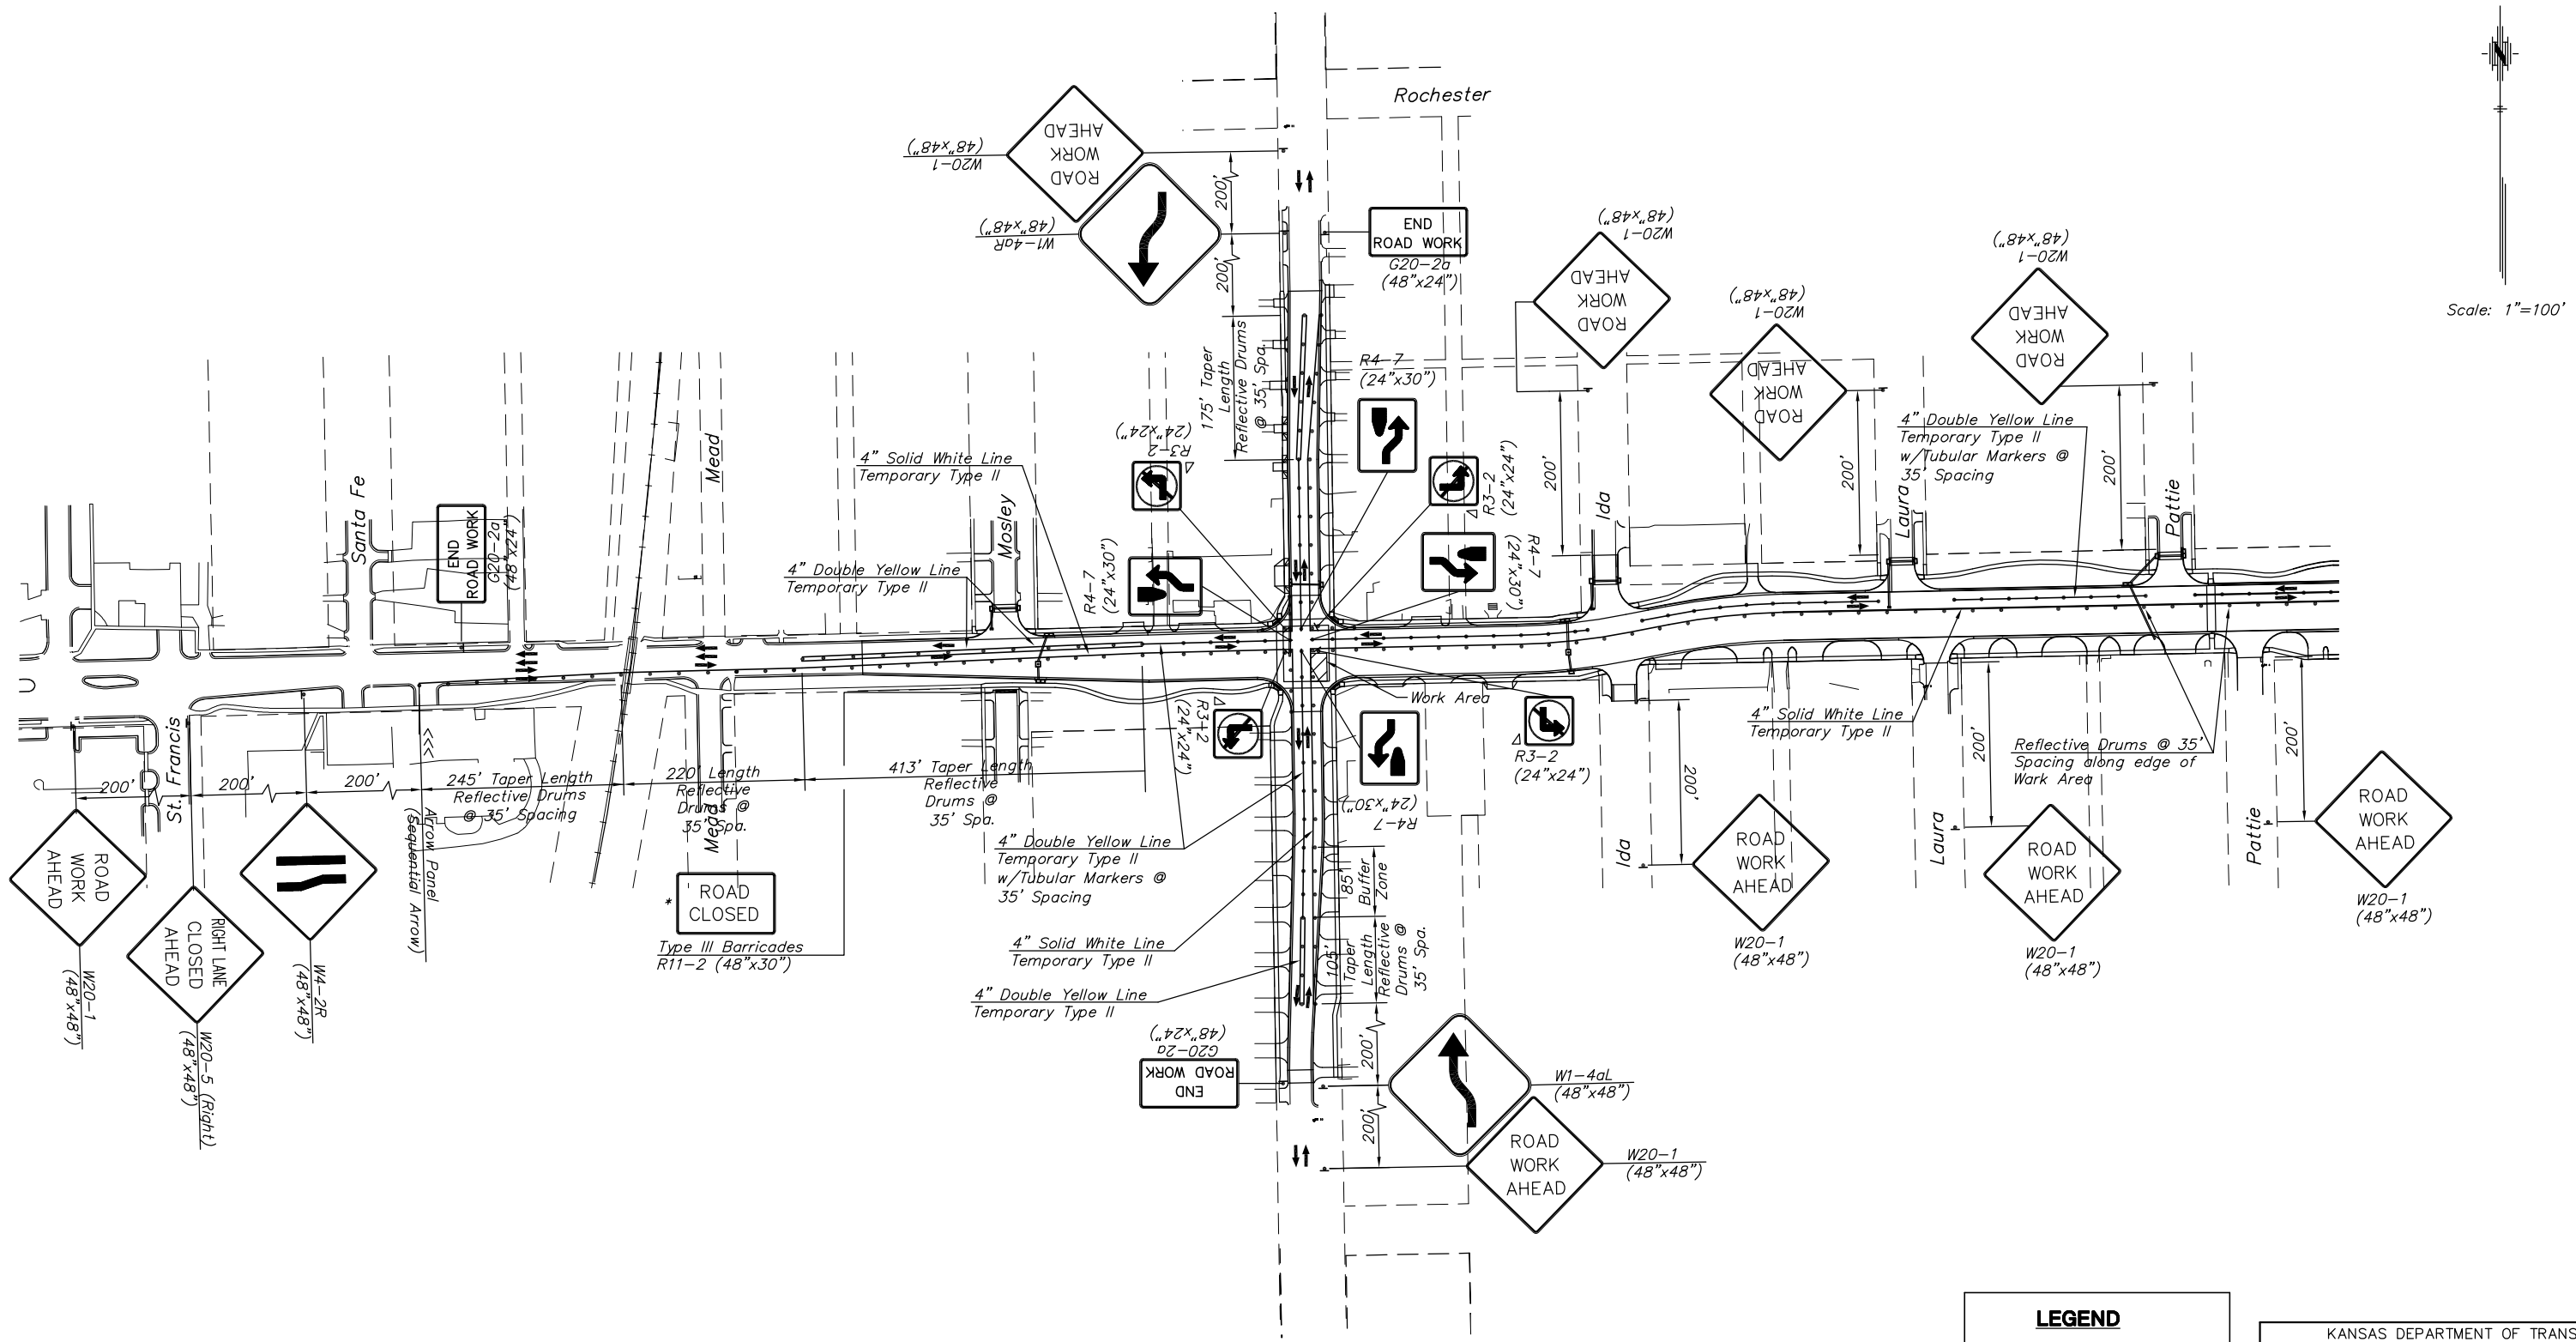 Rochester
ROAD
WORK
AHEAD
W20-1
(48"x48")
W1-4aR
(48"x48")
200'
200'
END
ROAD WORK
G20-2a
(48"x24")
175' Taper
Length
Reflective Drums
@ 35' Spa.
Scale: 1"=100'
W20-1
(48"x48")
ROAD
WORK
AHEAD
W20-1
(48"x48")
ROAD
WORK
AHEAD
W20-1
(48"x48")
ROAD
WORK
AHEAD
R4-7
(24"x30")
R3-2
(24"x24")
R3-2
(24"x24")
R4-7
(24"x30")
R4-7
(24"x30")
200'
200'
200'
Ida
Laura
Pattie
4" Double Yellow Line
Temporary Type II
w/Tubular Markers @
35' Spacing
4" Solid White Line
Temporary Type II
4" Double Yellow Line
Temporary Type II
Santa Fe
Mead
Mosley
END
ROAD WORK
G20-2a
(48"x24")
St. Francis
200'
200'
200'
245' Taper Length
Reflective Drums
@ 35' Spacing
220' Length
Reflective
Drums @
35' Spa.
413' Taper Length
Reflective
Drums @
35' Spa.
Arrow Panel
(Sequential Arrow)
Mead
ROAD
WORK
AHEAD
W20-1
(48"x48")
RIGHT LANE
CLOSED
AHEAD
W20-5 (Right)
(48"x48")
W4-2R
(48"x48")
*
ROAD
CLOSED
Type III Barricades
R11-2 (48"x30")
R3-2
(24"x24")
Work Area
R3-2
(24"x24")
R4-7
(24"x30")
4" Double Yellow Line
Temporary Type II
w/Tubular Markers @
35' Spacing
4" Solid White Line
Temporary Type II
4" Double Yellow Line
Temporary Type II
85'
Buffer
Zone
105'
Taper
Length
Reflective
Drums @
35' Spa.
G20-2a
(48"x24")
END
ROAD WORK
200'
200'
W1-4aL
(48"x48")
ROAD
WORK
AHEAD
W20-1
(48"x48")
4" Solid White Line
Temporary Type II
Reflective Drums @ 35'
Spacing along edge of
Work Area
200'
200'
200'
Ida
Laura
Pattie
ROAD
WORK
AHEAD
W20-1
(48"x48")
ROAD
WORK
AHEAD
W20-1
(48"x48")
ROAD
WORK
AHEAD
W20-1
(48"x48")
LEGEND
KANSAS DEPARTMENT OF TRANS